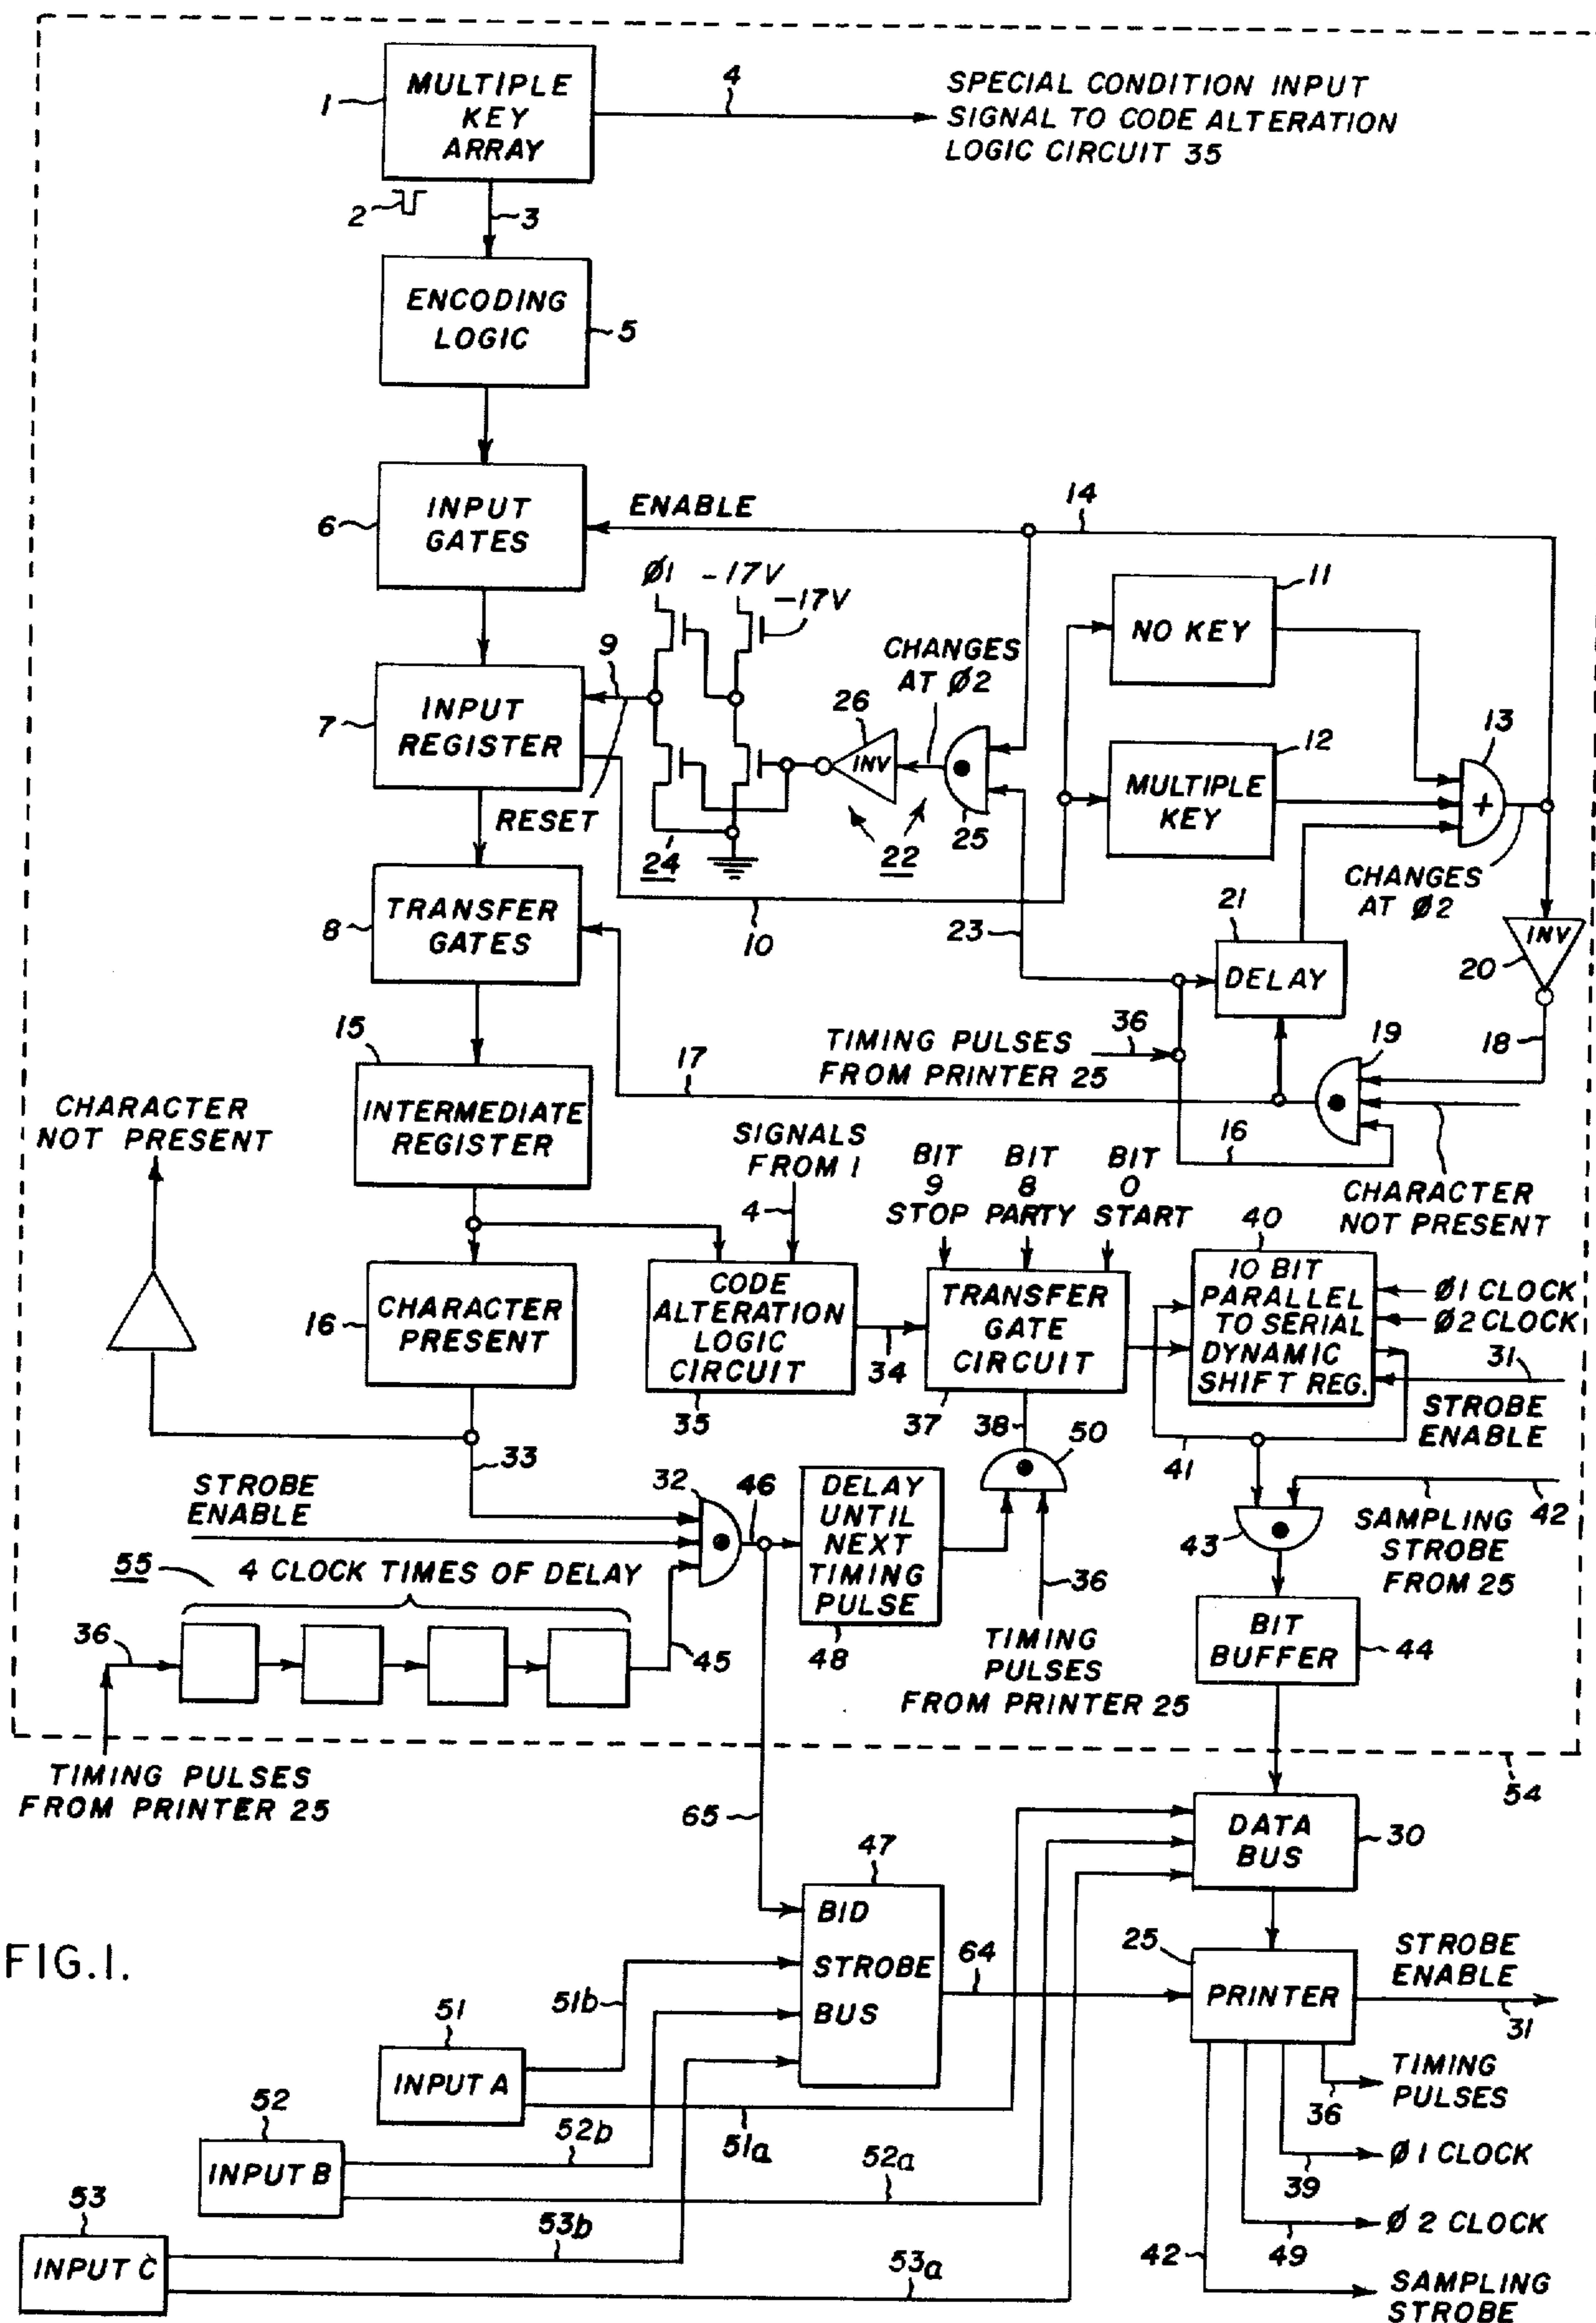 MULTIPLE
KEY
ARRAY
1
4
SPECIAL CONDITION INPUT
SIGNAL TO CODE ALTERATION
LOGIC CIRCUIT 35
2
3
ENCODING
LOGIC
5
INPUT
GATES
6
ENABLE
14
Ø1
-17V
-17V
11
NO KEY
9
CHANGES
AT Ø2
INPUT
REGISTER
7
26
INV
25
12
MULTIPLE
KEY
13
+
RESET
24
22
CHANGES
AT Ø2
TRANSFER
GATES
8
10
23
21
DELAY
INV
20
15
INTERMEDIATE
REGISTER
17
TIMING PULSES
FROM PRINTER 25
36
19
18
16
CHARACTER
NOT PRESENT
CHARACTER
NOT PRESENT
SIGNALS
FROM 1
4
BIT
9
STOP
BIT
8
PARTY
BIT
0
START
40
16
CHARACTER
PRESENT
CODE
ALTERATION
LOGIC
CIRCUIT
35
34
TRANSFER
GATE
CIRCUIT
37
38
10 BIT
PARALLEL
TO SERIAL
DYNAMIC
SHIFT REG.
Ø1 CLOCK
Ø2 CLOCK
31
STROBE
ENABLE
33
50
41
STROBE
ENABLE
32
46
DELAY
UNTIL
NEXT
TIMING
PULSE
48
42
43
SAMPLING
STROBE
FROM 25
55
4 CLOCK TIMES OF DELAY
36
45
36
TIMING
PULSES
FROM PRINTER 25
BIT
BUFFER
44
TIMING PULSES
FROM PRINTER 25
54
65
DATA
BUS
30
47
BID
STROBE
BUS
64
25
PRINTER
STROBE
ENABLE
31
FIG.1.
51
INPUT A
51b
51a
TIMING
PULSES
36
52
INPUT B
52b
52a
Ø1 CLOCK
39
53
INPUT C
53b
53a
Ø 2 CLOCK
49
42
SAMPLING
STROBE